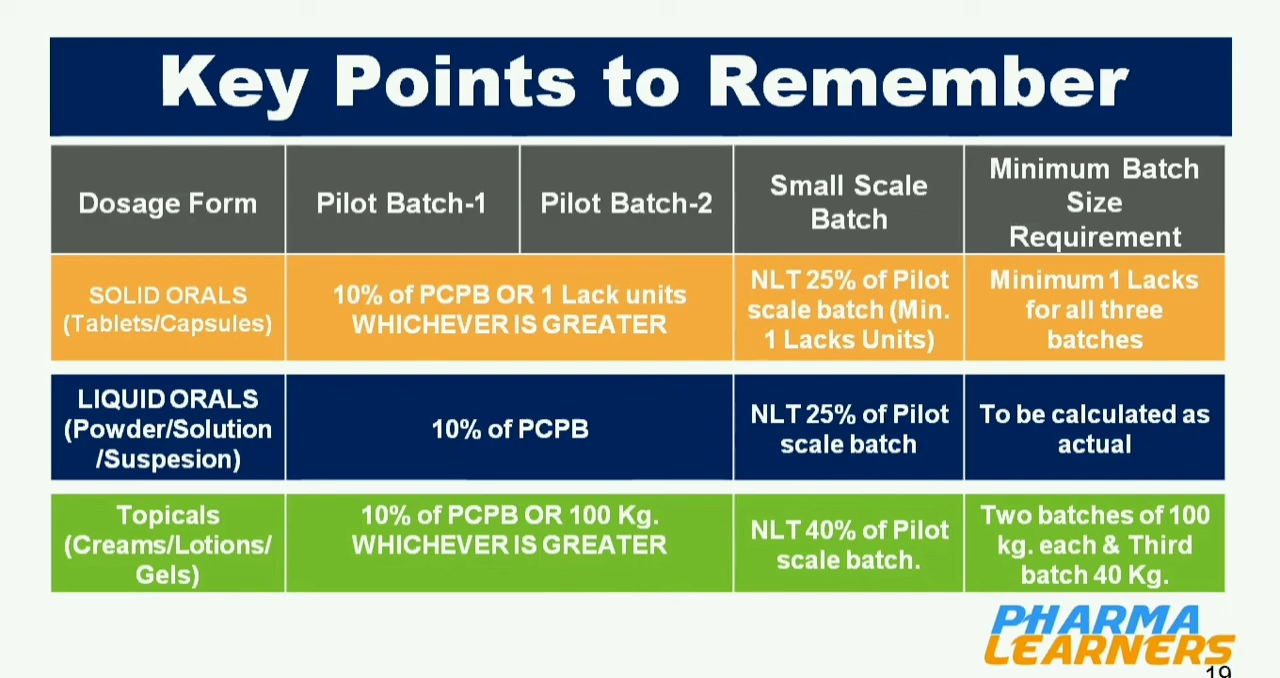 Key Points to Remember
Dosage Form
Pilot Batch-1
Pilot Batch-2
Small Scale
Batch
Minimum Batch
Size
Requirement
SOLID ORALS
(Tablets/Capsules)
10% of PCPB OR 1 Lack units
WHICHEVER IS GREATER
NLT 25% of Pilot
scale batch (Min.
1 Lacks Units)
Minimum 1 Lacks
for all three
batches
LIQUID ORALS
(Powder/Solution
/Suspesion)
10% of PCPB
NLT 25% of Pilot
scale batch
To be calculated as
actual
Topicals
(Creams/Lotions/
Gels)
10% of PCPB OR 100 Kg.
WHICHEVER IS GREATER
NLT 40% of Pilot
scale batch.
Two batches of 100
kg. each & Third
batch 40 Kg.
PHARMA
LEARNERS
19